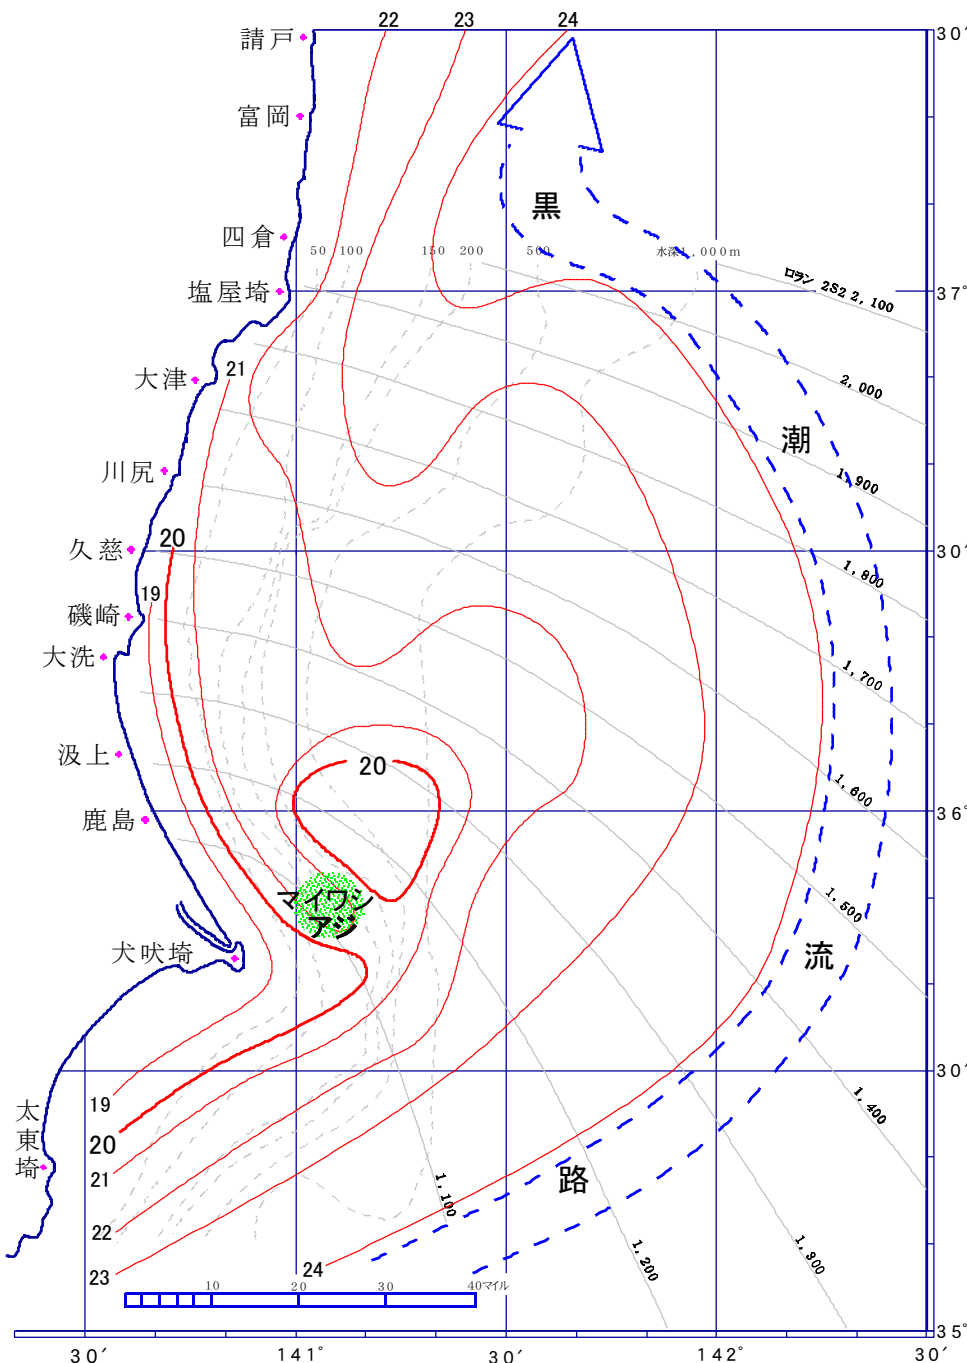 22 23 24
30′
請戸
富岡
黒
四倉
50 100 150 200 500 水深1,000m
塩屋埼
ロラン 2S2 2,100
37°
大津
21
2,000
潮
川尻
1,900
久慈
20
30′
1,800
19
磯崎
大洗
1,700
汲上
20
1,600
鹿島
36°
マイワシ
アジ
1,500
犬吠埼
流
30′
19
1,400
太東埼
20
21
路
1,100
22
1,200
1,300
23
24
10 20 30 40マイル
35°
30′ 141° 30′ 142° 30′